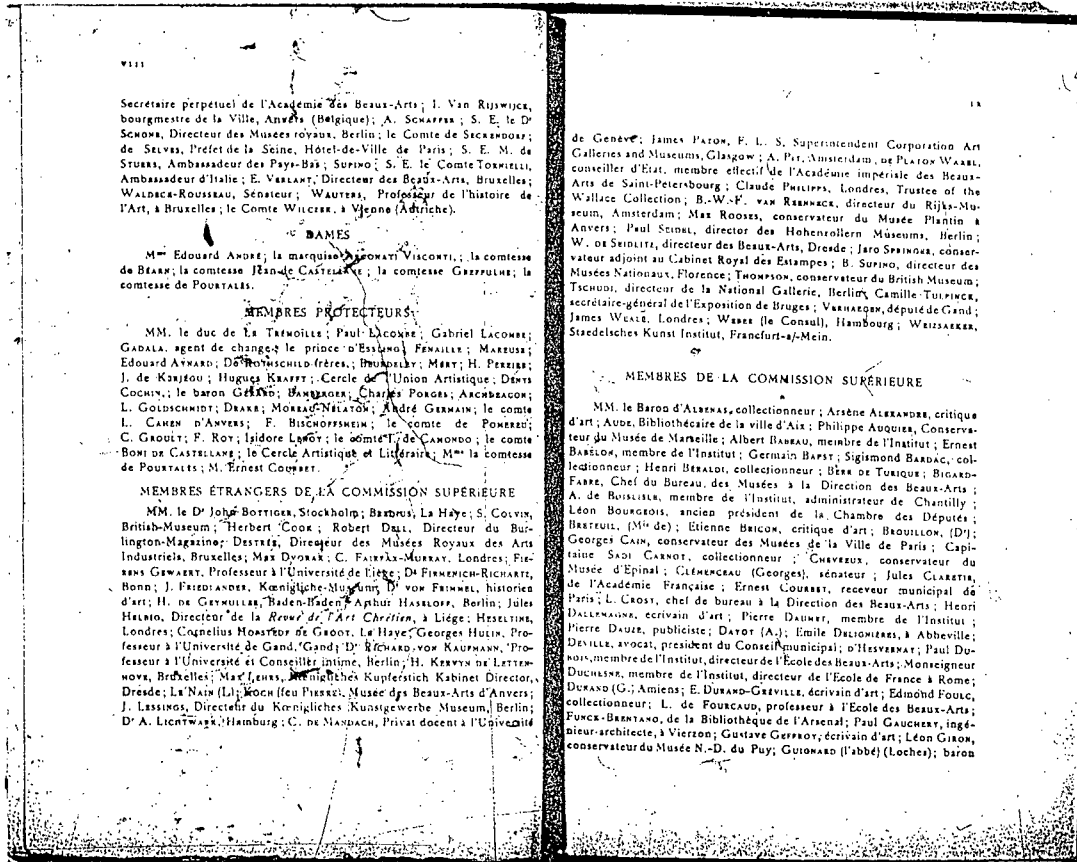 VIII
Secrétaire perpétuel de l'Académie des Beaux-Arts ; J. Van Rijswijck,
bourgmestre de la Ville, Anvers (Belgique) ; A. Schaffer ; S. E. le Dr
Schone, Directeur des Musées royaux, Berlin ; le Comte de Seckendorf ;
de Selves, Préfet de la Seine, Hôtel-de-Ville de Paris ; S. E. M. de
Stuers, Ambassadeur des Pays-Bas ; Supino ; S. E. le Comte Tornielli,
Ambassadeur d'Italie ; E. Verlant, Directeur des Beaux-Arts, Bruxelles ;
Waldeck-Rousseau, Sénateur ; Wauters, Professeur de l'histoire de
l'Art, à Bruxelles ; le Comte Wilczek, à Vienne (Autriche).
DAMES
Mme Edouard André ; la marquise Arconati Visconti, ; la comtesse
de Béarn ; la comtesse Jean de Castellane ; la comtesse Greffulhe ; la
comtesse de Pourtalès.
MEMBRES PROTECTEURS
MM. le duc de La Trémoïlle ; Paul Lacombe ; Gabriel Lacombe ;
Gadala, agent de change ; le prince d'Essling ; Fenaille ; Mareuse ;
Edouard Aynard ; De Rothschild frères, ; Beurdeley ; Méry ; H. Pereire ;
J. de Karjéou ; Hugues Krafft ; Cercle de l'Union Artistique ; Denys
Cochin, ; le baron Gérard ; Bamberger ; Charles Porges ; Archdeacon ;
L. Goldschmidt ; Drake ; Moreau-Nélaton ; André Germain ; le comte
L. Cahen d'Anvers ; F. Bischoffsheim ; le comte de Pomereu ;
C. Groult ; F. Roy ; Isidore Leroy ; le comte I. de Camondo ; le comte
Boni de Castellane ; le Cercle Artistique et Littéraire ; Mme la comtesse
de Pourtalès ; M. Ernest Courbet.
MEMBRES ÉTRANGERS DE LA COMMISSION SUPÉRIEURE
MM. le Dr John Bottiger, Stockholm ; Bredius, La Haye ; S. Colvin,
British-Museum ; Herbert Cook ; Robert Dell, Directeur du Bur-
lington-Magazine ; Destrée, Directeur des Musées Royaux des Arts
Industriels, Bruxelles ; Max Dvorak ; C. Fairfax-Murray, Londres ; Fie-
rens Gewaert, Professeur à l'Université de Liège ; Dr Firmenich-Richartz,
Bonn ; J. Friedlander, Kœnigliche-Museum ; Dr von Frimmel, historien
d'art ; H. de Geymuller, Baden-Baden ; Arthur Haseloff, Berlin ; Jules
Helbig, Directeur de la Revue de l'Art Chrétien, à Liége ; Heseltine,
Londres ; Cornelius Hofstedt de Groot, La Haye ; Georges Hulin, Pro-
fesseur à l'Université de Gand, Gand ; Dr Richard von Kaufmann, Pro-
fesseur à l'Université et Conseiller intime, Berlin ; H. Kervyn de Letten-
hove, Bruxelles ; Max Lehrs, Kœnigliches Kupferstich Kabinet Director,
Dresde ; Le Nain (L) ; Koch (feu Pierre), Musée des Beaux-Arts d'Anvers ;
J. Lessings, Directeur du Kœnigliches Kunstgewerbe Museum, Berlin ;
Dr A. Lichtwark, Hamburg ; C. de Mandach, Privat docent à l'Université
IX
de Genève ; James Paton, F. L. S. Superintendent Corporation Art
Galleries and Museums, Glasgow ; A. Pit, Amsterdam, de Platon Waxel,
conseiller d'État, membre effectif de l'Académie impériale des Beaux-
Arts de Saint-Petersbourg ; Claude Philipps, Londres, Trustee of the
Wallace Collection ; B.-W.-F. van Riemneck, directeur du Rijks-Mu-
seum, Amsterdam ; Max Rooses, conservateur du Musée Plantin à
Anvers ; Paul Seidel, director des Hohenrollern Müseums, Berlin ;
W. de Seidlitz, directeur des Beaux-Arts, Dresde ; Jaro Springer, conser-
vateur adjoint au Cabinet Royal des Estampes ; B. Supino, directeur des
Musées Nationaux, Florence ; Thompson, conservateur du British Museum ;
Tschudi, directeur de la National Gallerie, Berlin, Camille Tulpinck,
secrétaire-général de l'Exposition de Bruges ; Verhaegen, député de Gand ;
James Weale, Londres ; Weber (le Consul), Hambourg ; Weizsaeker,
Staedelsches Kunst Institut, Francfurt-a/-Mein.
MEMBRES DE LA COMMISSION SUPÉRIEURE
MM. le Baron d'Albenas, collectionneur ; Arsène Alexandre, critique
d'art ; Aude, Bibliothécaire de la ville d'Aix ; Philippe Auquier, Conserva-
teur du Musée de Marseille ; Albert Babeau, membre de l'Institut ; Ernest
Babelon, membre de l'Institut ; Germain Bapst ; Sigismond Bardac, col-
lectionneur ; Henri Béraldi, collectionneur ; Berr de Turique ; Bigard-
Fabre, Chef du Bureau, des Musées à la Direction des Beaux-Arts ;
A. de Boislisle, membre de l'Institut, administrateur de Chantilly ;
Léon Bourgeois, ancien président de la Chambre des Députés ;
Breteuil, (Mis de) ; Etienne Bricon, critique d'art ; Brouillon, (Dr) ;
Georges Cain, conservateur des Musées de la Ville de Paris ; Capi-
taine Sadi Carnot, collectionneur ; Chevreux, conservateur du
Musée d'Epinal ; Clémenceau (Georges), sénateur ; Jules Claretie,
de l'Académie Française ; Ernest Courbet, receveur municipal de
Paris ; L. Crost, chef de bureau à la Direction des Beaux-Arts ; Henri
Dallemagne, écrivain d'art ; Pierre Daumet, membre de l'Institut ;
Pierre Dauze, publiciste ; Dayot (A.) ; Emile Delignières, à Abbeville ;
Deville, avocat, président du Conseil municipal ; d'Hesvernay ; Paul Du-
bois, membre de l'Institut, directeur de l'Ecole des Beaux-Arts ; Monseigneur
Duchesne, membre de l'Institut, directeur de l'Ecole de France à Rome ;
Durand (G.) Amiens ; E. Durand-Gréville, écrivain d'art ; Edmond Foulc,
collectionneur ; L. de Fourcaud, professeur à l'Ecole des Beaux-Arts ;
Funck-Brentano, de la Bibliothèque de l'Arsenal ; Paul Gauchery, ingé-
nieur-architecte, à Vierzon ; Gustave Geffroy, écrivain d'art ; Léon Giron,
conservateur du Musée N.-D. du Puy ; Guignard (l'abbé) (Loches) ; baron